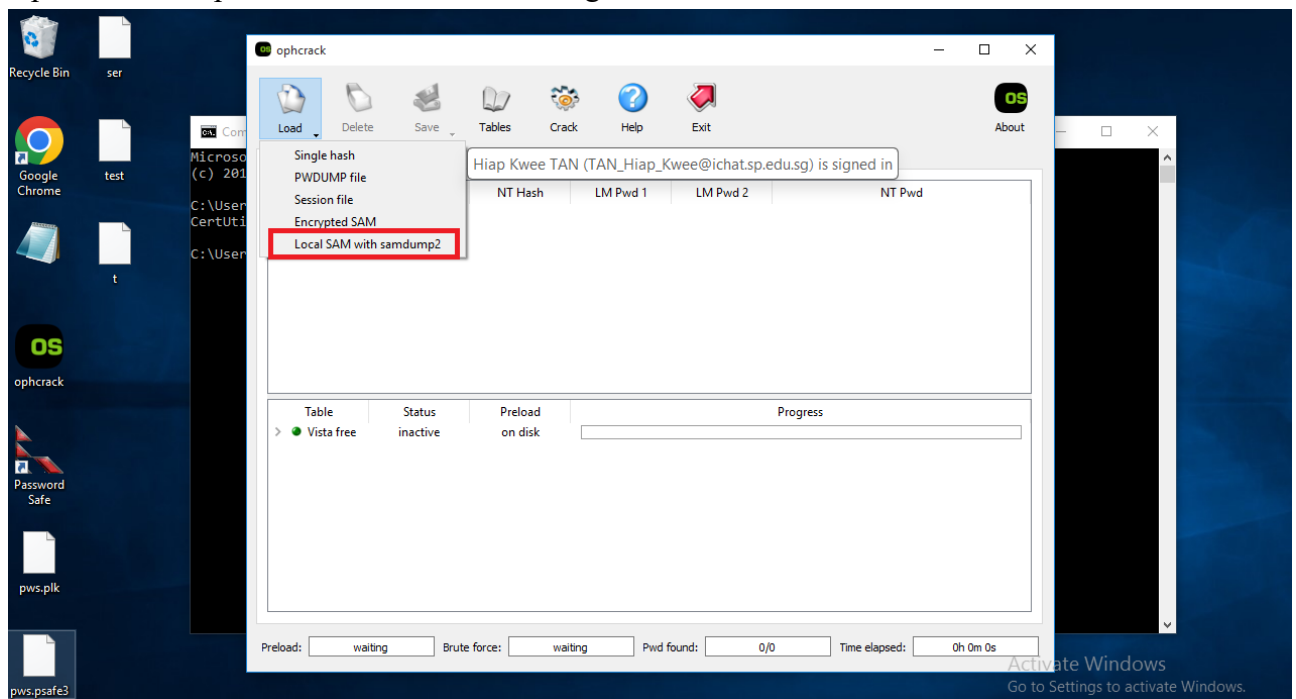 Recycle Bin
ser
Google
Chrome
test
t
OS
ophcrack
Password
Safe
pws.plk
pws.psafe3
Com
Microso
(c) 201
C:\User
CertUti
C:\User
OS ophcrack
Load
Delete
Save
Tables
Crack
Help
Exit
OS
About
Single hash
PWDUMP file
Session file
Encrypted SAM
Local SAM with samdump2
Hiap Kwee TAN (TAN_Hiap_Kwee@ichat.sp.edu.sg) is signed in
NT Hash LM Pwd 1 LM Pwd 2 NT Pwd
Table Status Preload Progress
Vista free inactive on disk
Preload: waiting Brute force: waiting Pwd found: 0/0 Time elapsed: 0h 0m 0s
Activate Windows
Go to Settings to activate Windows.